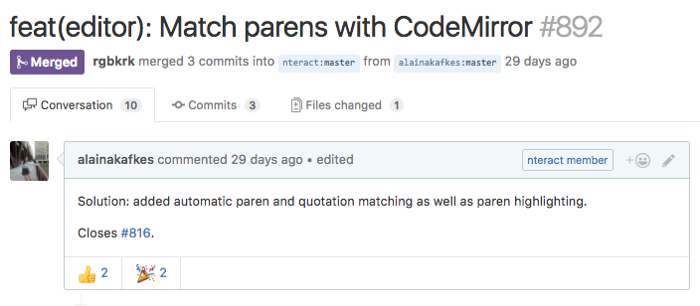 feat(editor): Match parens with CodeMirror #892
Merged rgbkrk merged 3 commits into nteract:master from alainakafkes:master 29 days ago
Conversation 10 Commits 3 Files changed 1
alainakafkes commented 29 days ago • edited nteract member
Solution: added automatic paren and quotation matching as well as paren highlighting.
Closes #816.
2 2